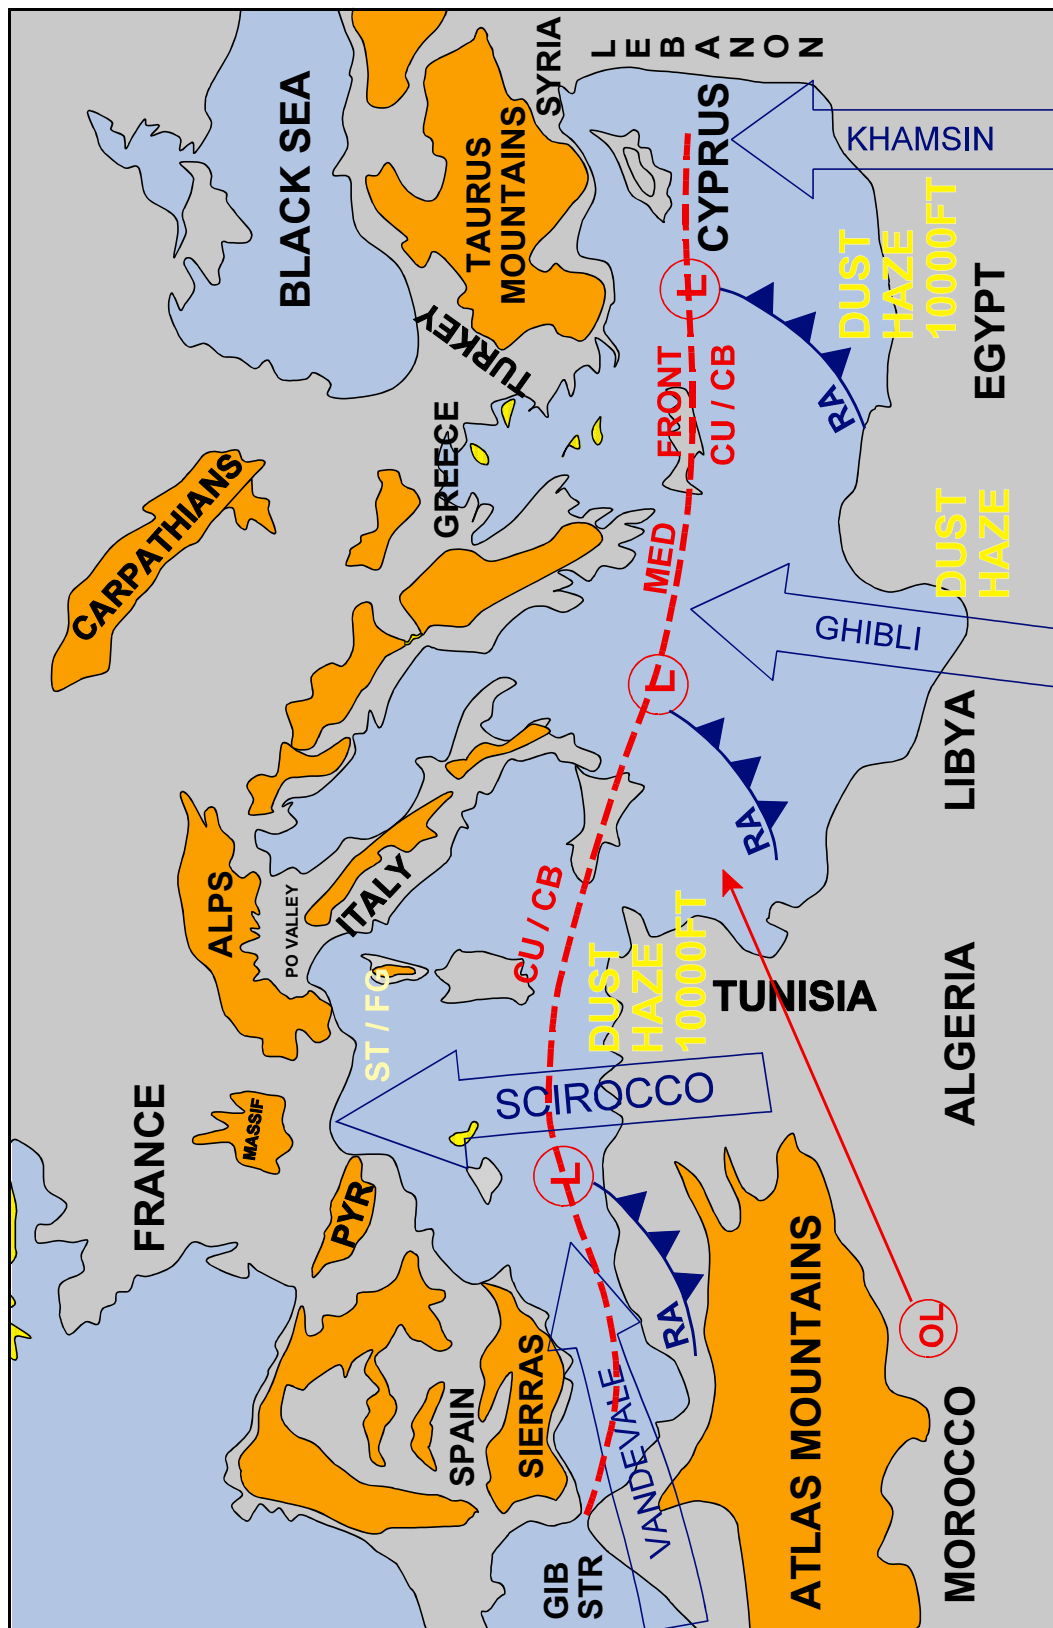 FRANCE
MASSIF
PYR
ALPS
PO VALLEY
CARPATHIANS
BLACK SEA
ITALY
ST / FG
GREECE
TURKEY
TAURUS
MOUNTAINS
SYRIA
LEBANON
SPAIN
SIERRAS
GIB
STR
VANDEVALE
L
RA
SCIROCCO
CU / CB
DUST
HAZE
10000FT
L
RA
MED
FRONT
CU / CB
L
RA
CYPRUS
KHAMSIN
GHIBLI
DUST
HAZE
DUST
HAZE
10000FT
TUNISIA
ATLAS MOUNTAINS
OL
MOROCCO
ALGERIA
LIBYA
EGYPT